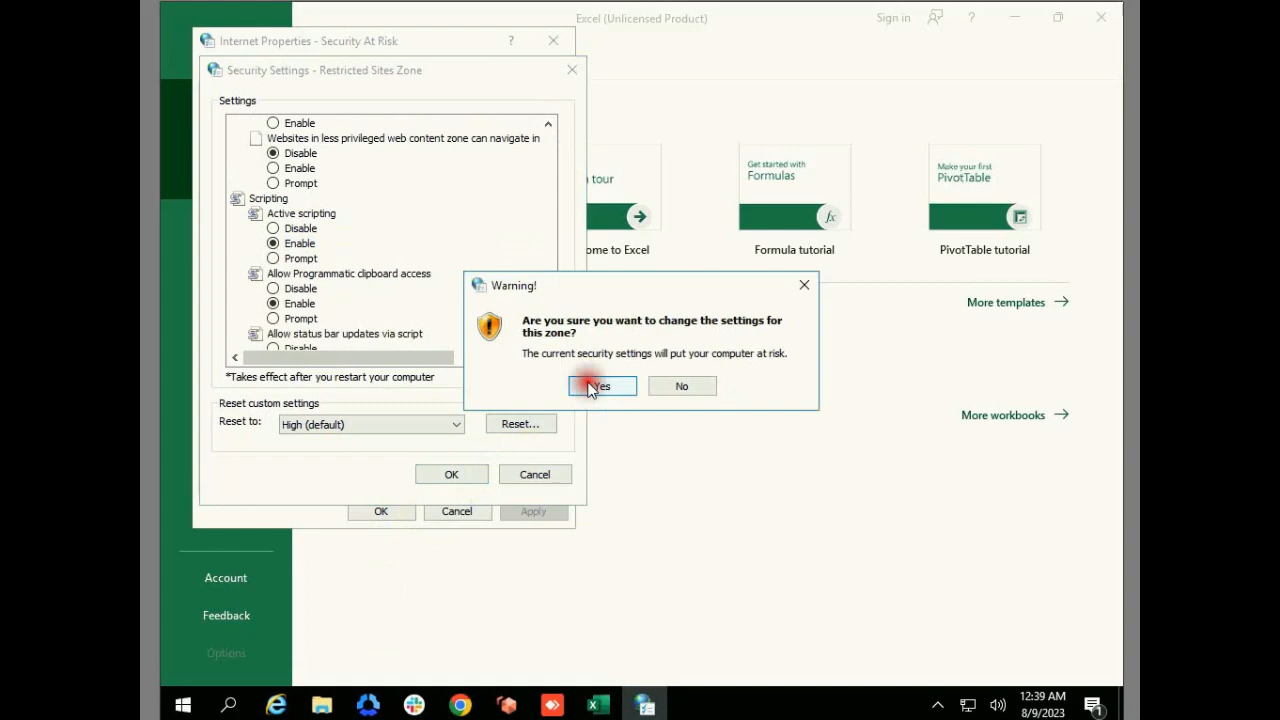 Excel (Unlicensed Product)
Sign in
?
Internet Properties - Security At Risk
?
Security Settings - Restricted Sites Zone
Settings
Enable
Websites in less privileged web content zone can navigate in
Disable
Enable
Prompt
Scripting
Active scripting
Disable
Enable
Prompt
Allow Programmatic clipboard access
Disable
Enable
Prompt
Allow status bar updates via script
Disable
*Takes effect after you restart your computer
Reset custom settings
Reset to:
High (default)
Reset...
OK
Cancel
OK
Cancel
Apply
Warning!
Are you sure you want to change the settings for
this zone?
The current security settings will put your computer at risk.
Yes
No
tour
Get started with
Formulas
fx
Make your first
PivotTable
ome to Excel
Formula tutorial
PivotTable tutorial
More templates
More workbooks
Account
Feedback
Options
12:39 AM
8/9/2023
1